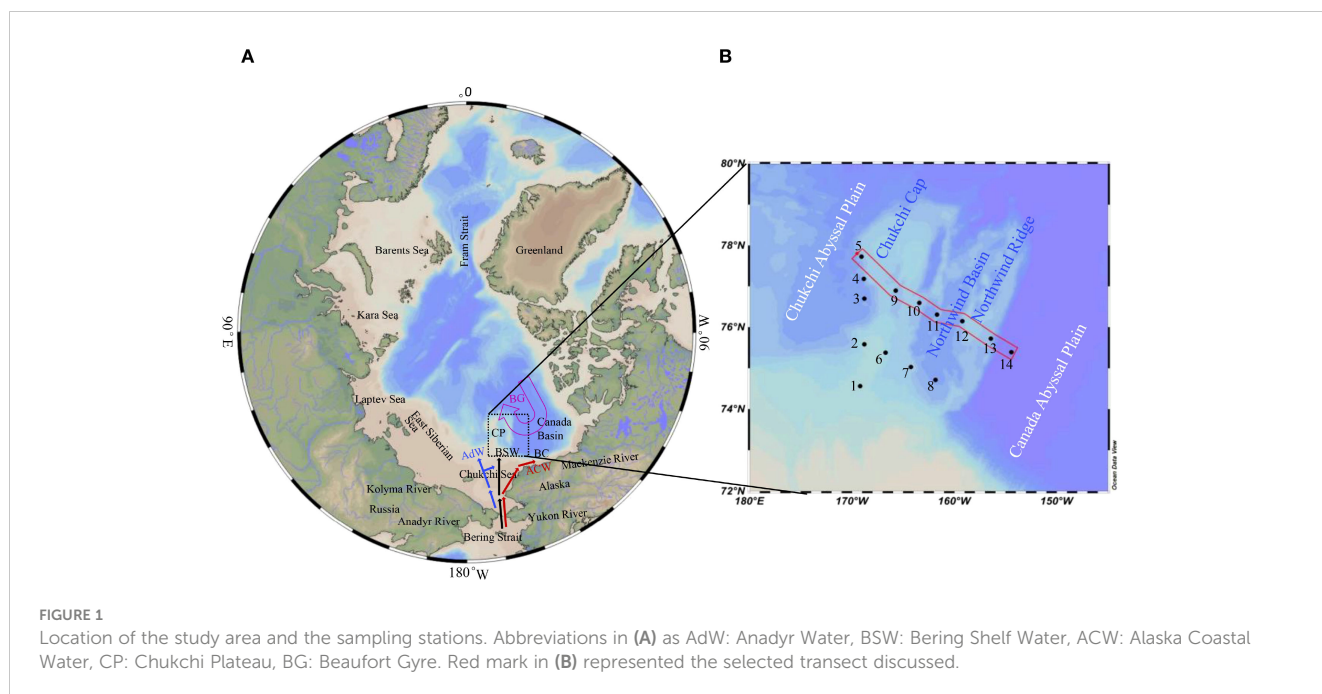 A
B
°0
Fram Strait
Barents Sea
Greenland
Kara Sea
90°E
90°W
Laptev Sea
East Siberian
Sea
BG
CP
Canada
Basin
AdW
BSW
BC
Chukchi Sea
ACW
Mackenzie River
Kolyma River
Alaska
Russia
Anadyr River
Yukon River
Bering Strait
180°W
80°N
78°N
76°N
74°N
72°N
180°E
170°W
160°W
150°W
Chukchi Abyssal Plain
Chukchi Cap
Northwind Basin
Northwind Ridge
Canada Abyssal Plain
5
4
3
9
10
11
12
13
14
2
6
7
8
1
Ocean Data View
FIGURE 1
Location of the study area and the sampling stations. Abbreviations in (A) as AdW: Anadyr Water, BSW: Bering Shelf Water, ACW: Alaska Coastal
Water, CP: Chukchi Plateau, BG: Beaufort Gyre. Red mark in (B) represented the selected transect discussed.